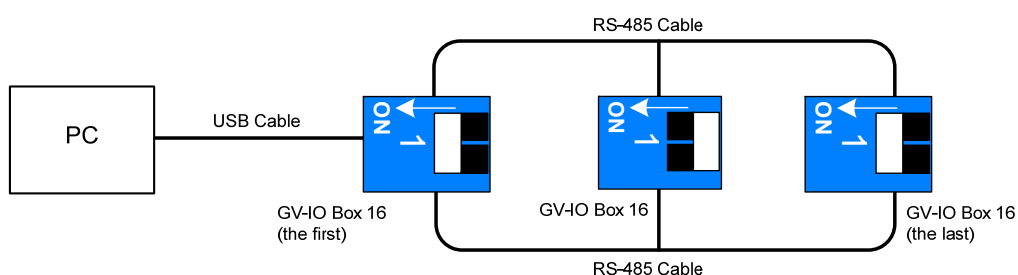 RS-485 Cable
PC
USB Cable
ON
1
ON
1
ON
1
GV-IO Box 16
(the first)
GV-IO Box 16
GV-IO Box 16
(the last)
RS-485 Cable